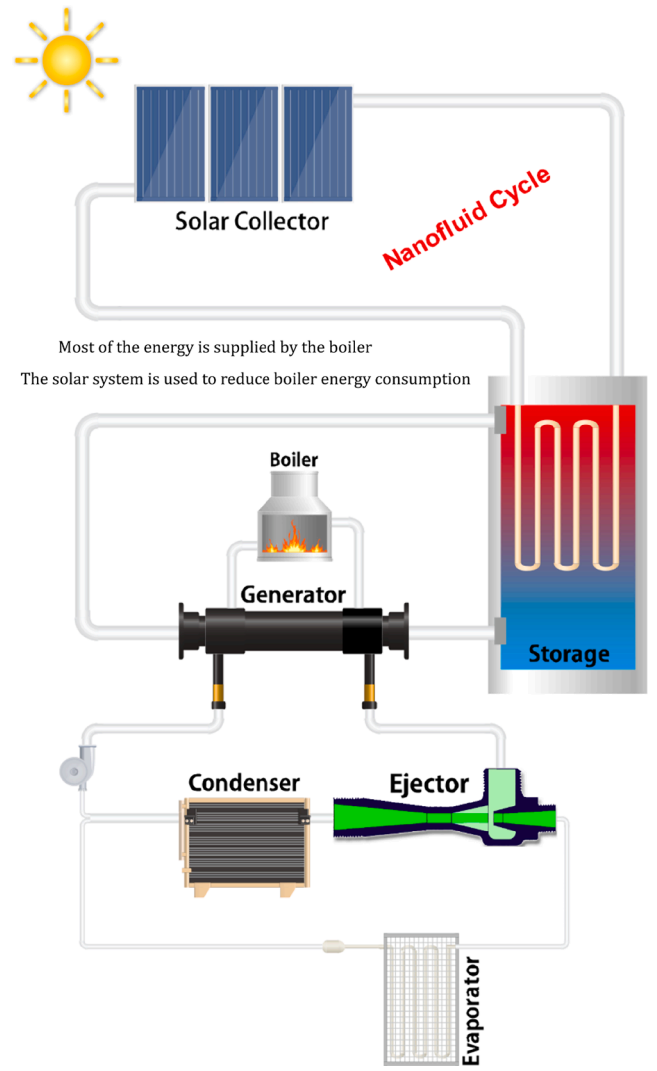 Solar Collector
Nanofluid Cycle
Most of the energy is supplied by the boiler
The solar system is used to reduce boiler energy consumption
Boiler
Generator
Storage
Condenser
Ejector
Evaporator